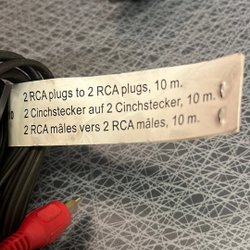 2 RCA plugs to 2 RCA plugs, 10 m.
2 Cinchstecker auf 2 Cinchstecker, 10 m.
2 RCA mâles vers 2 RCA mâles, 10 m.